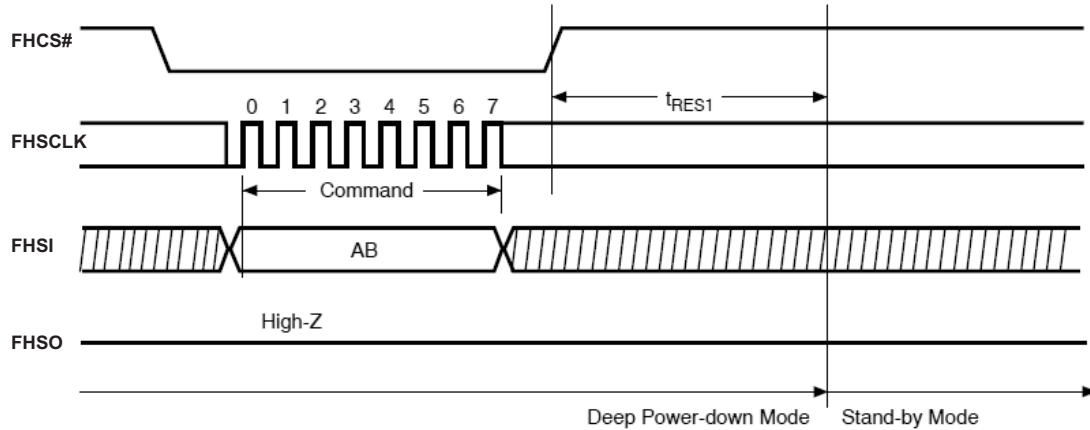 FHCS#
tRES1
0 1 2 3 4 5 6 7
FHSCLK
Command
FHSI
AB
High-Z
FHSO
Deep Power-down Mode
Stand-by Mode